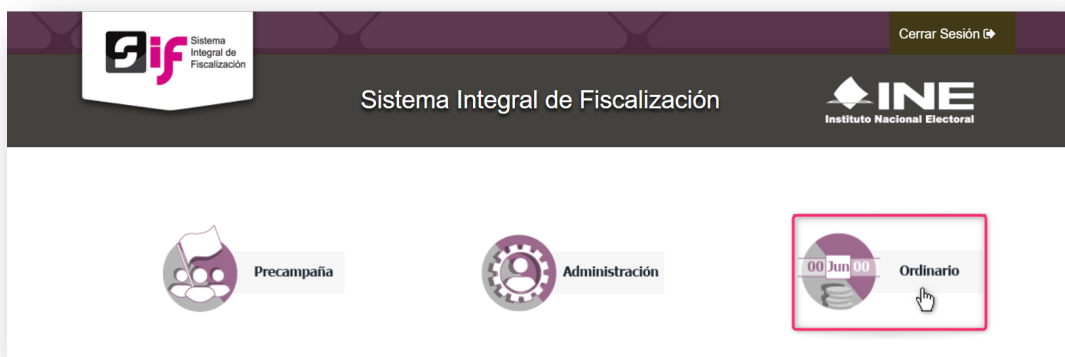 Cerrar Sesión
Sif
Sistema
Integral de
Fiscalización
Sistema Integral de Fiscalización
INE
Instituto Nacional Electoral
Precampaña
Administración
00 Jun 00
Ordinario